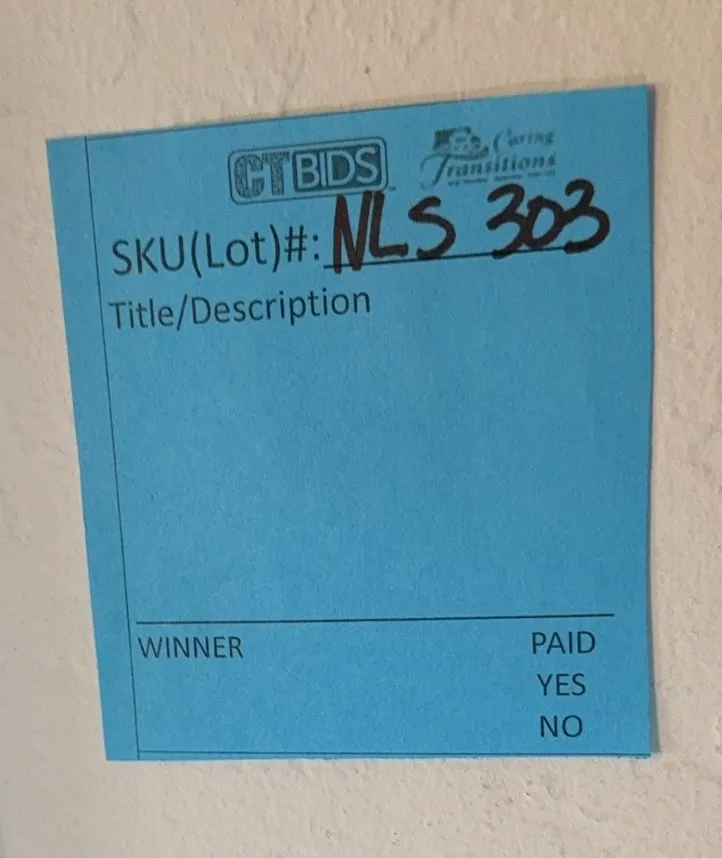 CTBIDS
Caring
Transitions
SKU(Lot)#: NLS 303
Title/Description
WINNER PAID
YES
NO